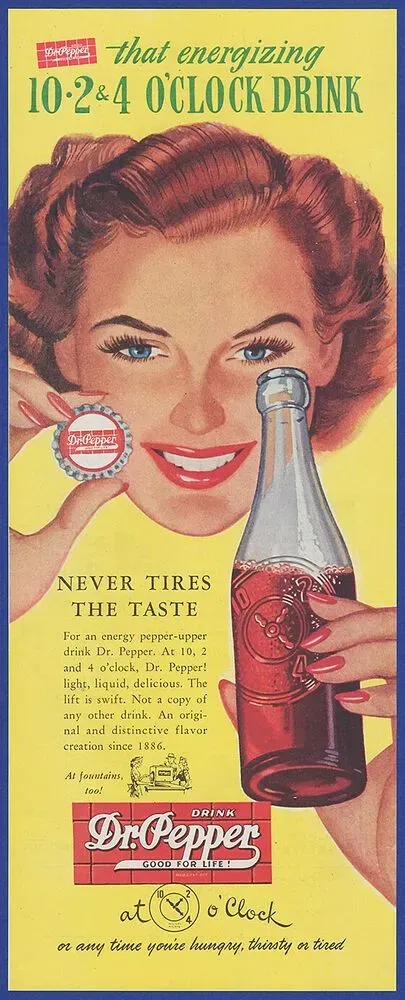 Dr.Pepper that energizing
10·2&4 O'CLOCK DRINK
Dr.Pepper
NEVER TIRES
THE TASTE
For an energy pepper-upper
drink Dr. Pepper. At 10, 2
and 4 o'clock, Dr. Pepper!
light, liquid, delicious. The
lift is swift. Not a copy of
any other drink. An origi-
nal and distinctive flavor
creation since 1886.
At fountains,
too!
2
4
DRINK
Dr.Pepper
GOOD FOR LIFE!
at 10 2 4 o'Clock
or any time you're hungry, thirsty or tired